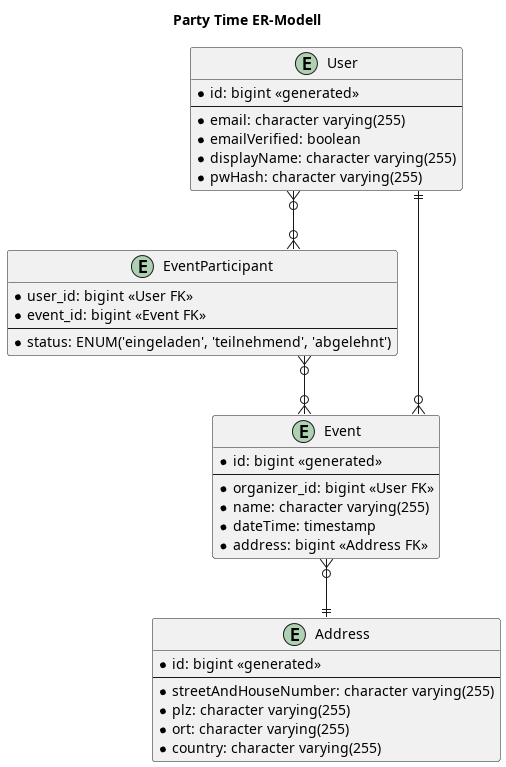 Party Time ER-Modell
E User
id: bigint «generated»
email: character varying(255)
emailVerified: boolean
displayName: character varying(255)
pwHash: character varying(255)
E EventParticipant
user_id: bigint «User FK»
event_id: bigint «Event FK»
status: ENUM('eingeladen', 'teilnehmend', 'abgelehnt')
E Event
id: bigint «generated»
organizer_id: bigint «User FK»
name: character varying(255)
dateTime: timestamp
address: bigint «Address FK»
E Address
id: bigint «generated»
streetAndHouseNumber: character varying(255)
plz: character varying(255)
ort: character varying(255)
country: character varying(255)